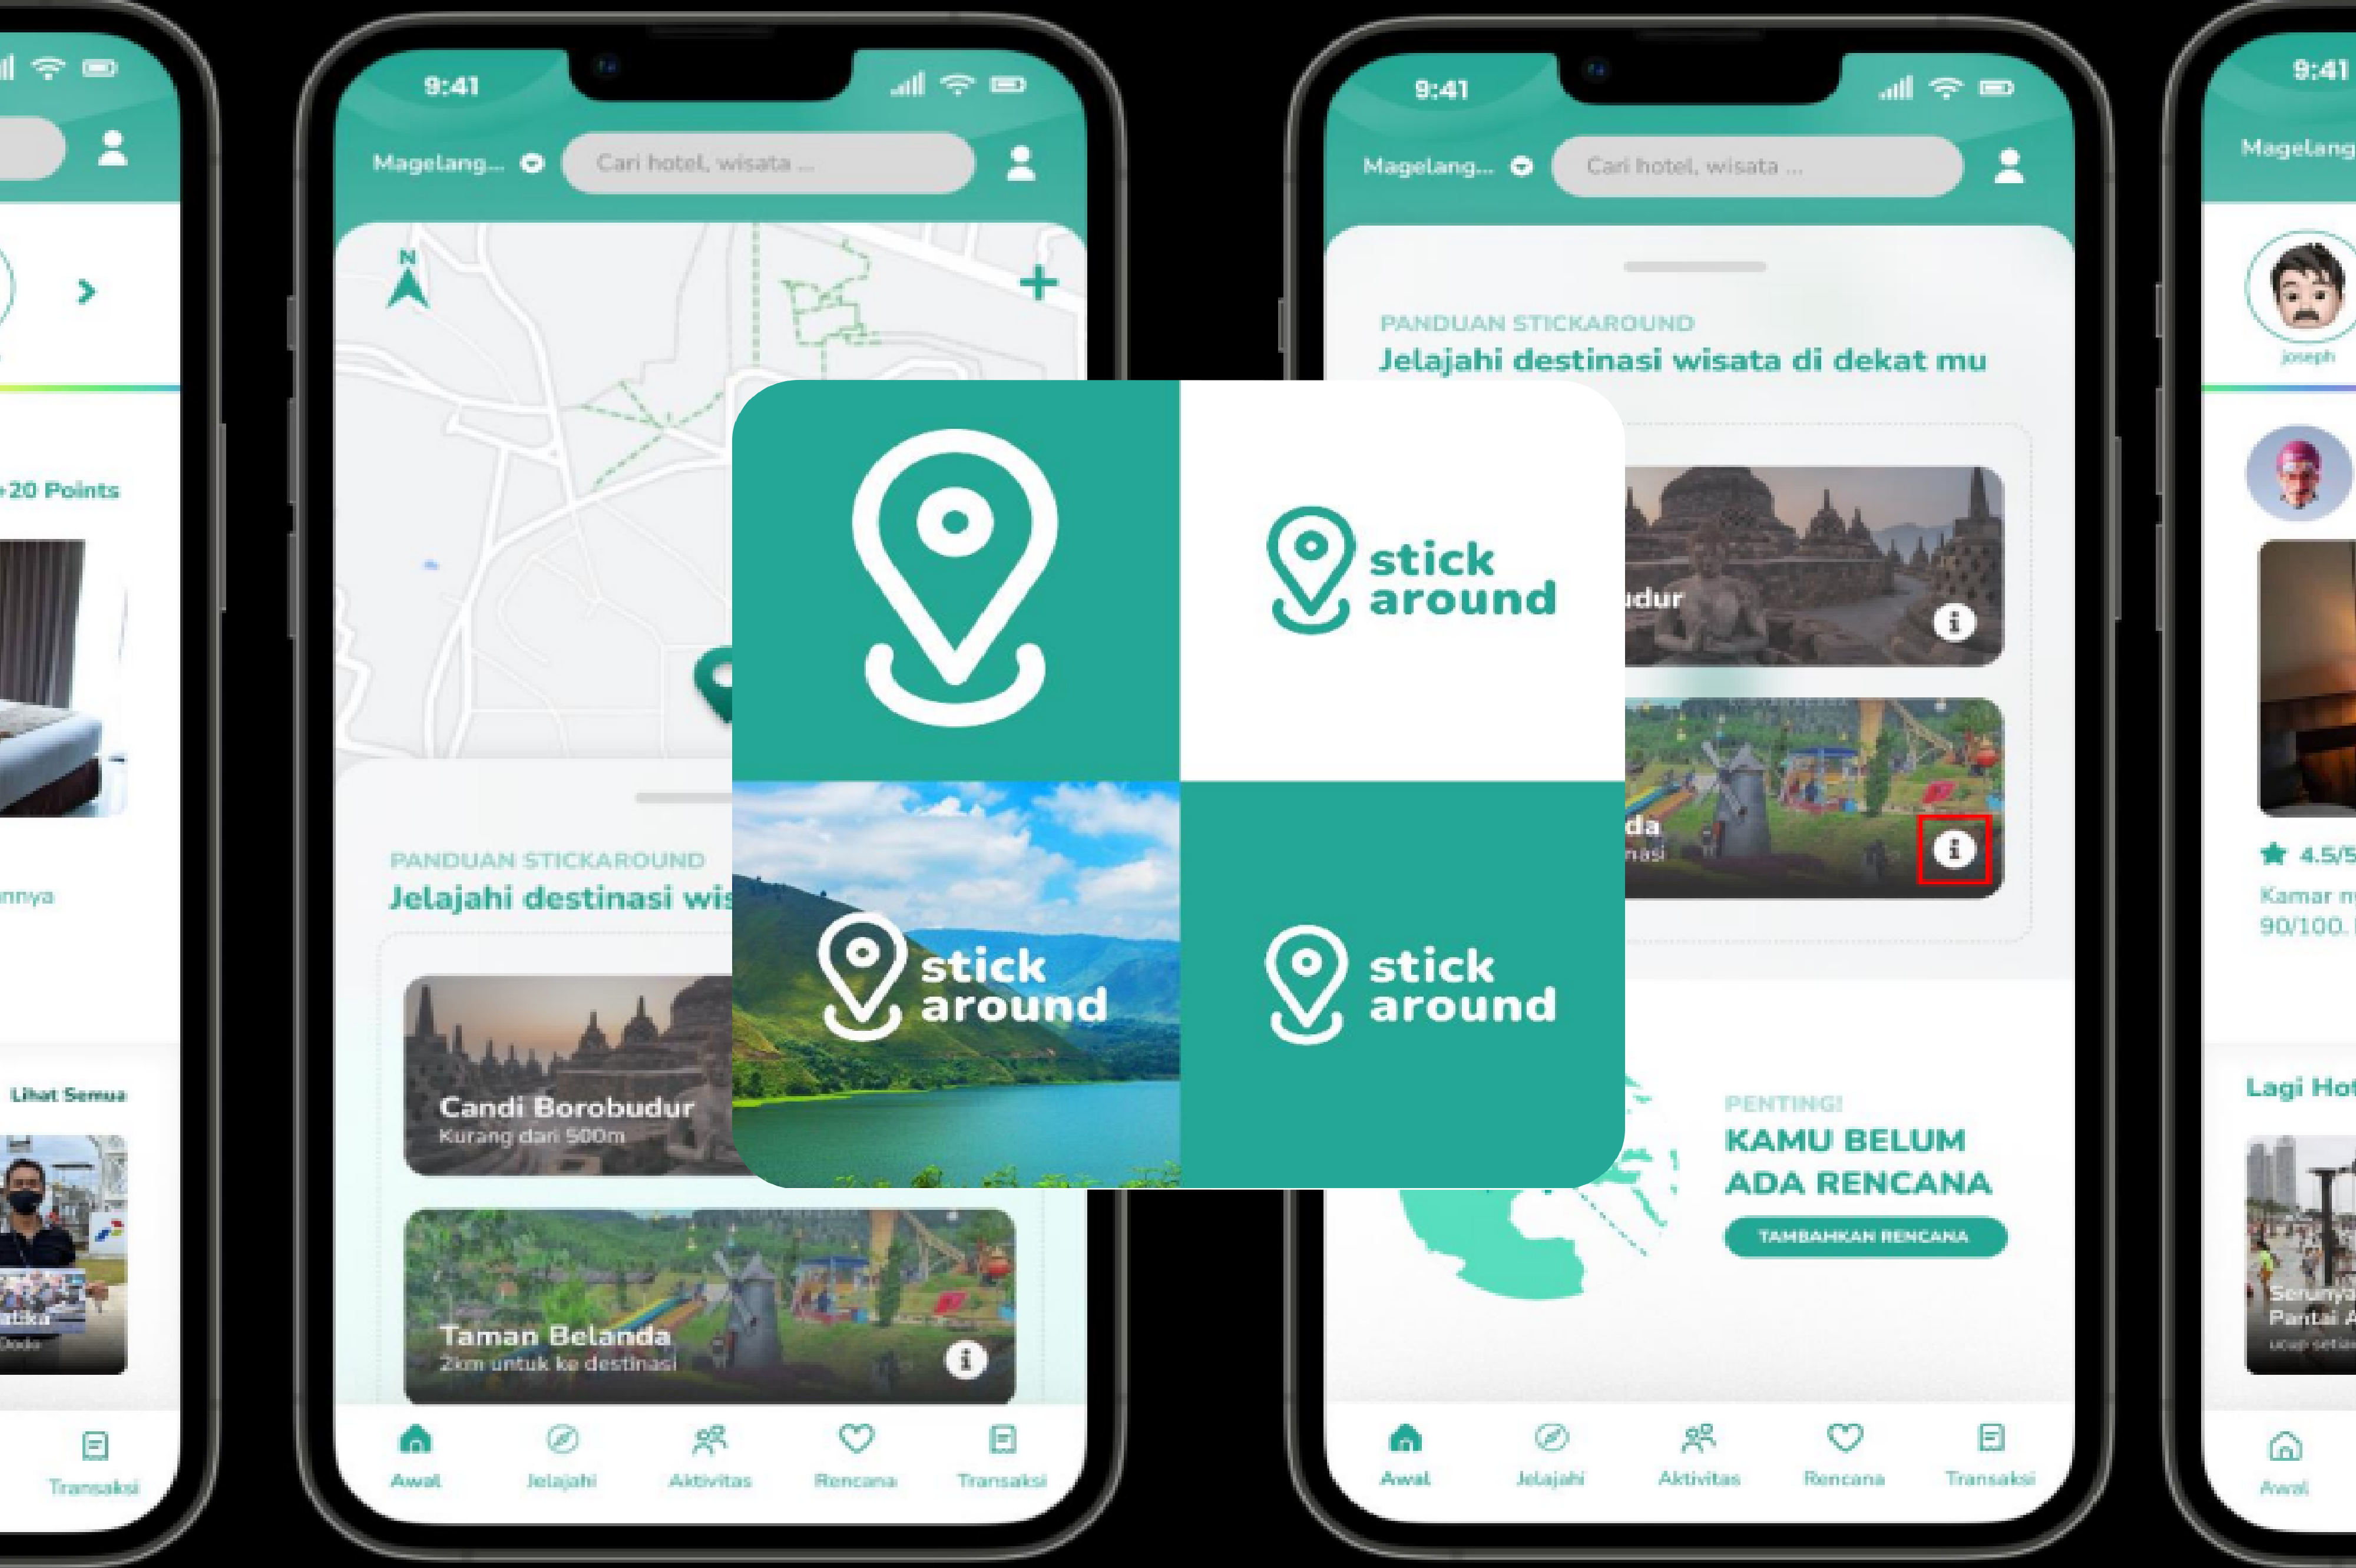 +20 Points
nnya
Lihat Semua
Transaksi
9:41
Magelang...
Cari hotel, wisata ...
N
PANDUAN STICKAROUND
Jelajahi destinasi wis
Candi Borobudur
Kurang dari 500m
Taman Belanda
2km untuk ke destinasi
Awal
Jelajahi
Aktivitas
Rencana
Transaksi
stick
around
stick
around
stick
around
9:41
Magelang...
Cari hotel, wisata ...
PANDUAN STICKAROUND
Jelajahi destinasi wisata di dekat mu
udur
da
nasi
PENTING!
KAMU BELUM
ADA RENCANA
TAMBAHKAN RENCANA
Awal
Jelajahi
Aktivitas
Rencana
Transaksi
9:41
Magelang
joseph
4.5/5
Kamar
90/100.
Lagi Hot
Serunya
Pantai A
Awal